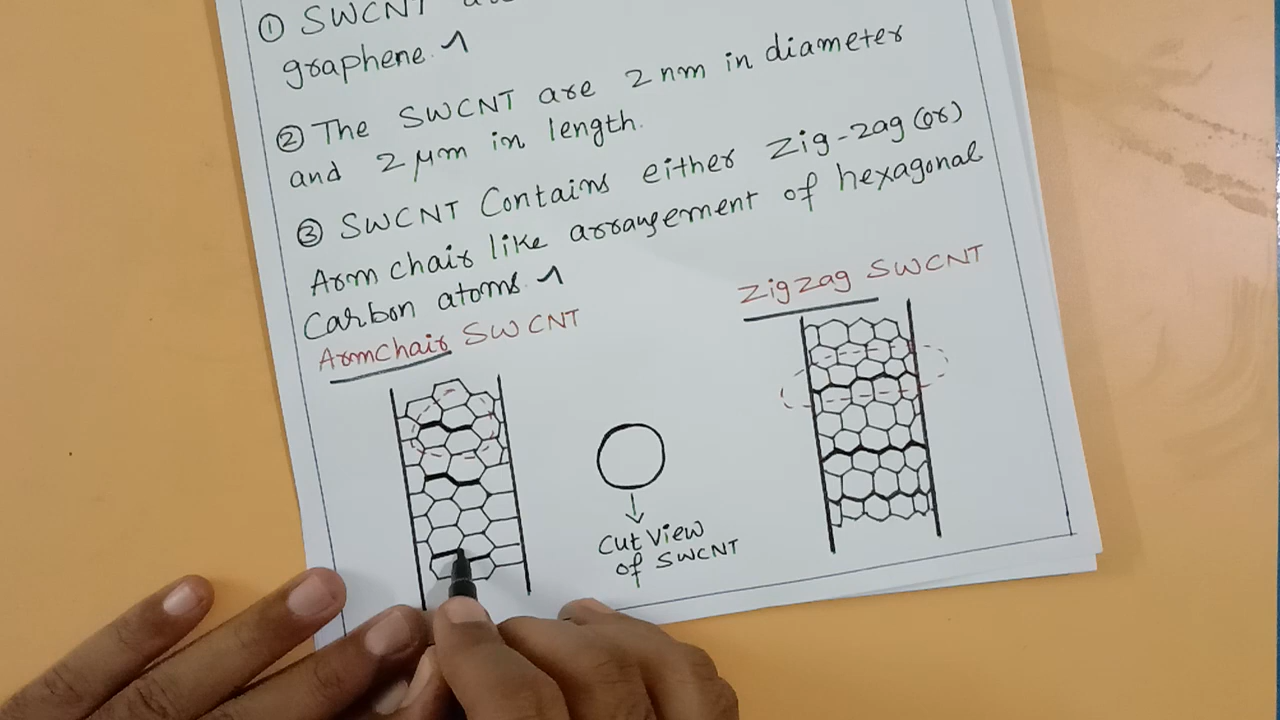 ① SWCNT
graphene.
② The SWCNT are 2 nm in diameter
and 2 μm in length.
③ SWCNT Contains either Zig-zag (or)
Arm chair like arrangement of hexagonal
Carbon atoms.
ArmChair SWCNT
Zigzag SWCNT
Cut View
of SWCNT